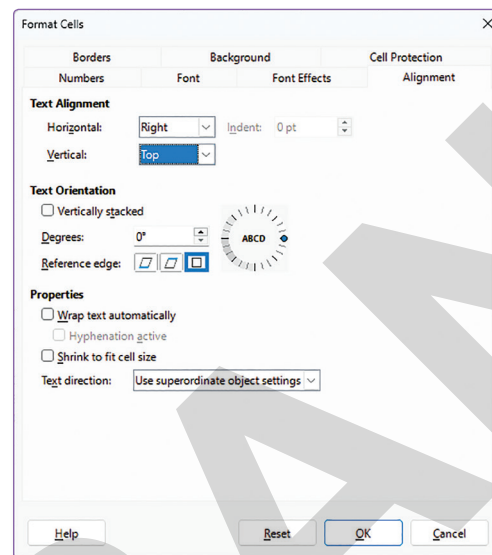 Format Cells
Borders Background Cell Protection
Numbers Font Font Effects Alignment
Text Alignment
Horizontal: Right Indent: 0 pt
Vertical: Top
Text Orientation
Vertically stacked
Degrees: 0° ABCD
Reference edge:
Properties
Wrap text automatically
Hyphenation active
Shrink to fit cell size
Text direction: Use superordinate object settings
Help Reset OK Cancel